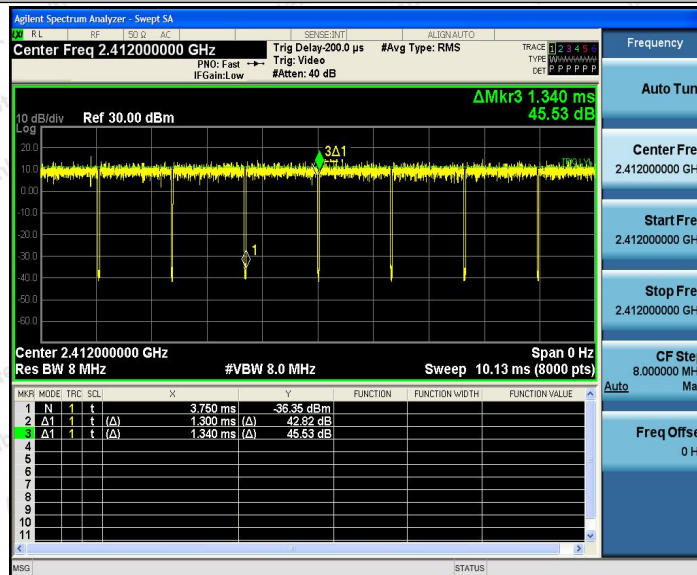 Agilent Spectrum Analyzer - Swept SA
RL RF 50 Ω AC SENSE:INT ALIGNAUTO
Center Freq 2.412000000 GHz
PNO: Fast
IFGain:Low
Trig Delay-200.0 µs
Trig: Video
#Atten: 40 dB
#Avg Type: RMS
TRACE 1 2 3 4 5 6
TYPE
DET P P P P P P
Frequency
Auto Tun
Center Fre
2.412000000 GH
Start Fre
2.412000000 GH
Stop Fre
2.412000000 GH
CF Ste
8.000000 MH
Auto Ma
Freq Offse
0 H
ΔMkr3 1.340 ms
45.53 dB
10 dB/div Ref 30.00 dBm
Log
20.0
10.0
0.00
-10.0
-20.0
-30.0
-40.0
-50.0
-60.0
3Δ1
1
Center 2.412000000 GHz Span 0 Hz
Res BW 8 MHz #VBW 8.0 MHz Sweep 10.13 ms (8000 pts)
MKR MODE TRC SCL X Y FUNCTION FUNCTION WIDTH FUNCTION VALUE
1 N 1 t 3.750 ms -36.35 dBm
2 Δ1 1 t (Δ) 1.300 ms (Δ) 42.82 dB
3 Δ1 1 t (Δ) 1.340 ms (Δ) 45.53 dB
4
5
6
7
8
9
10
11
MSG STATUS